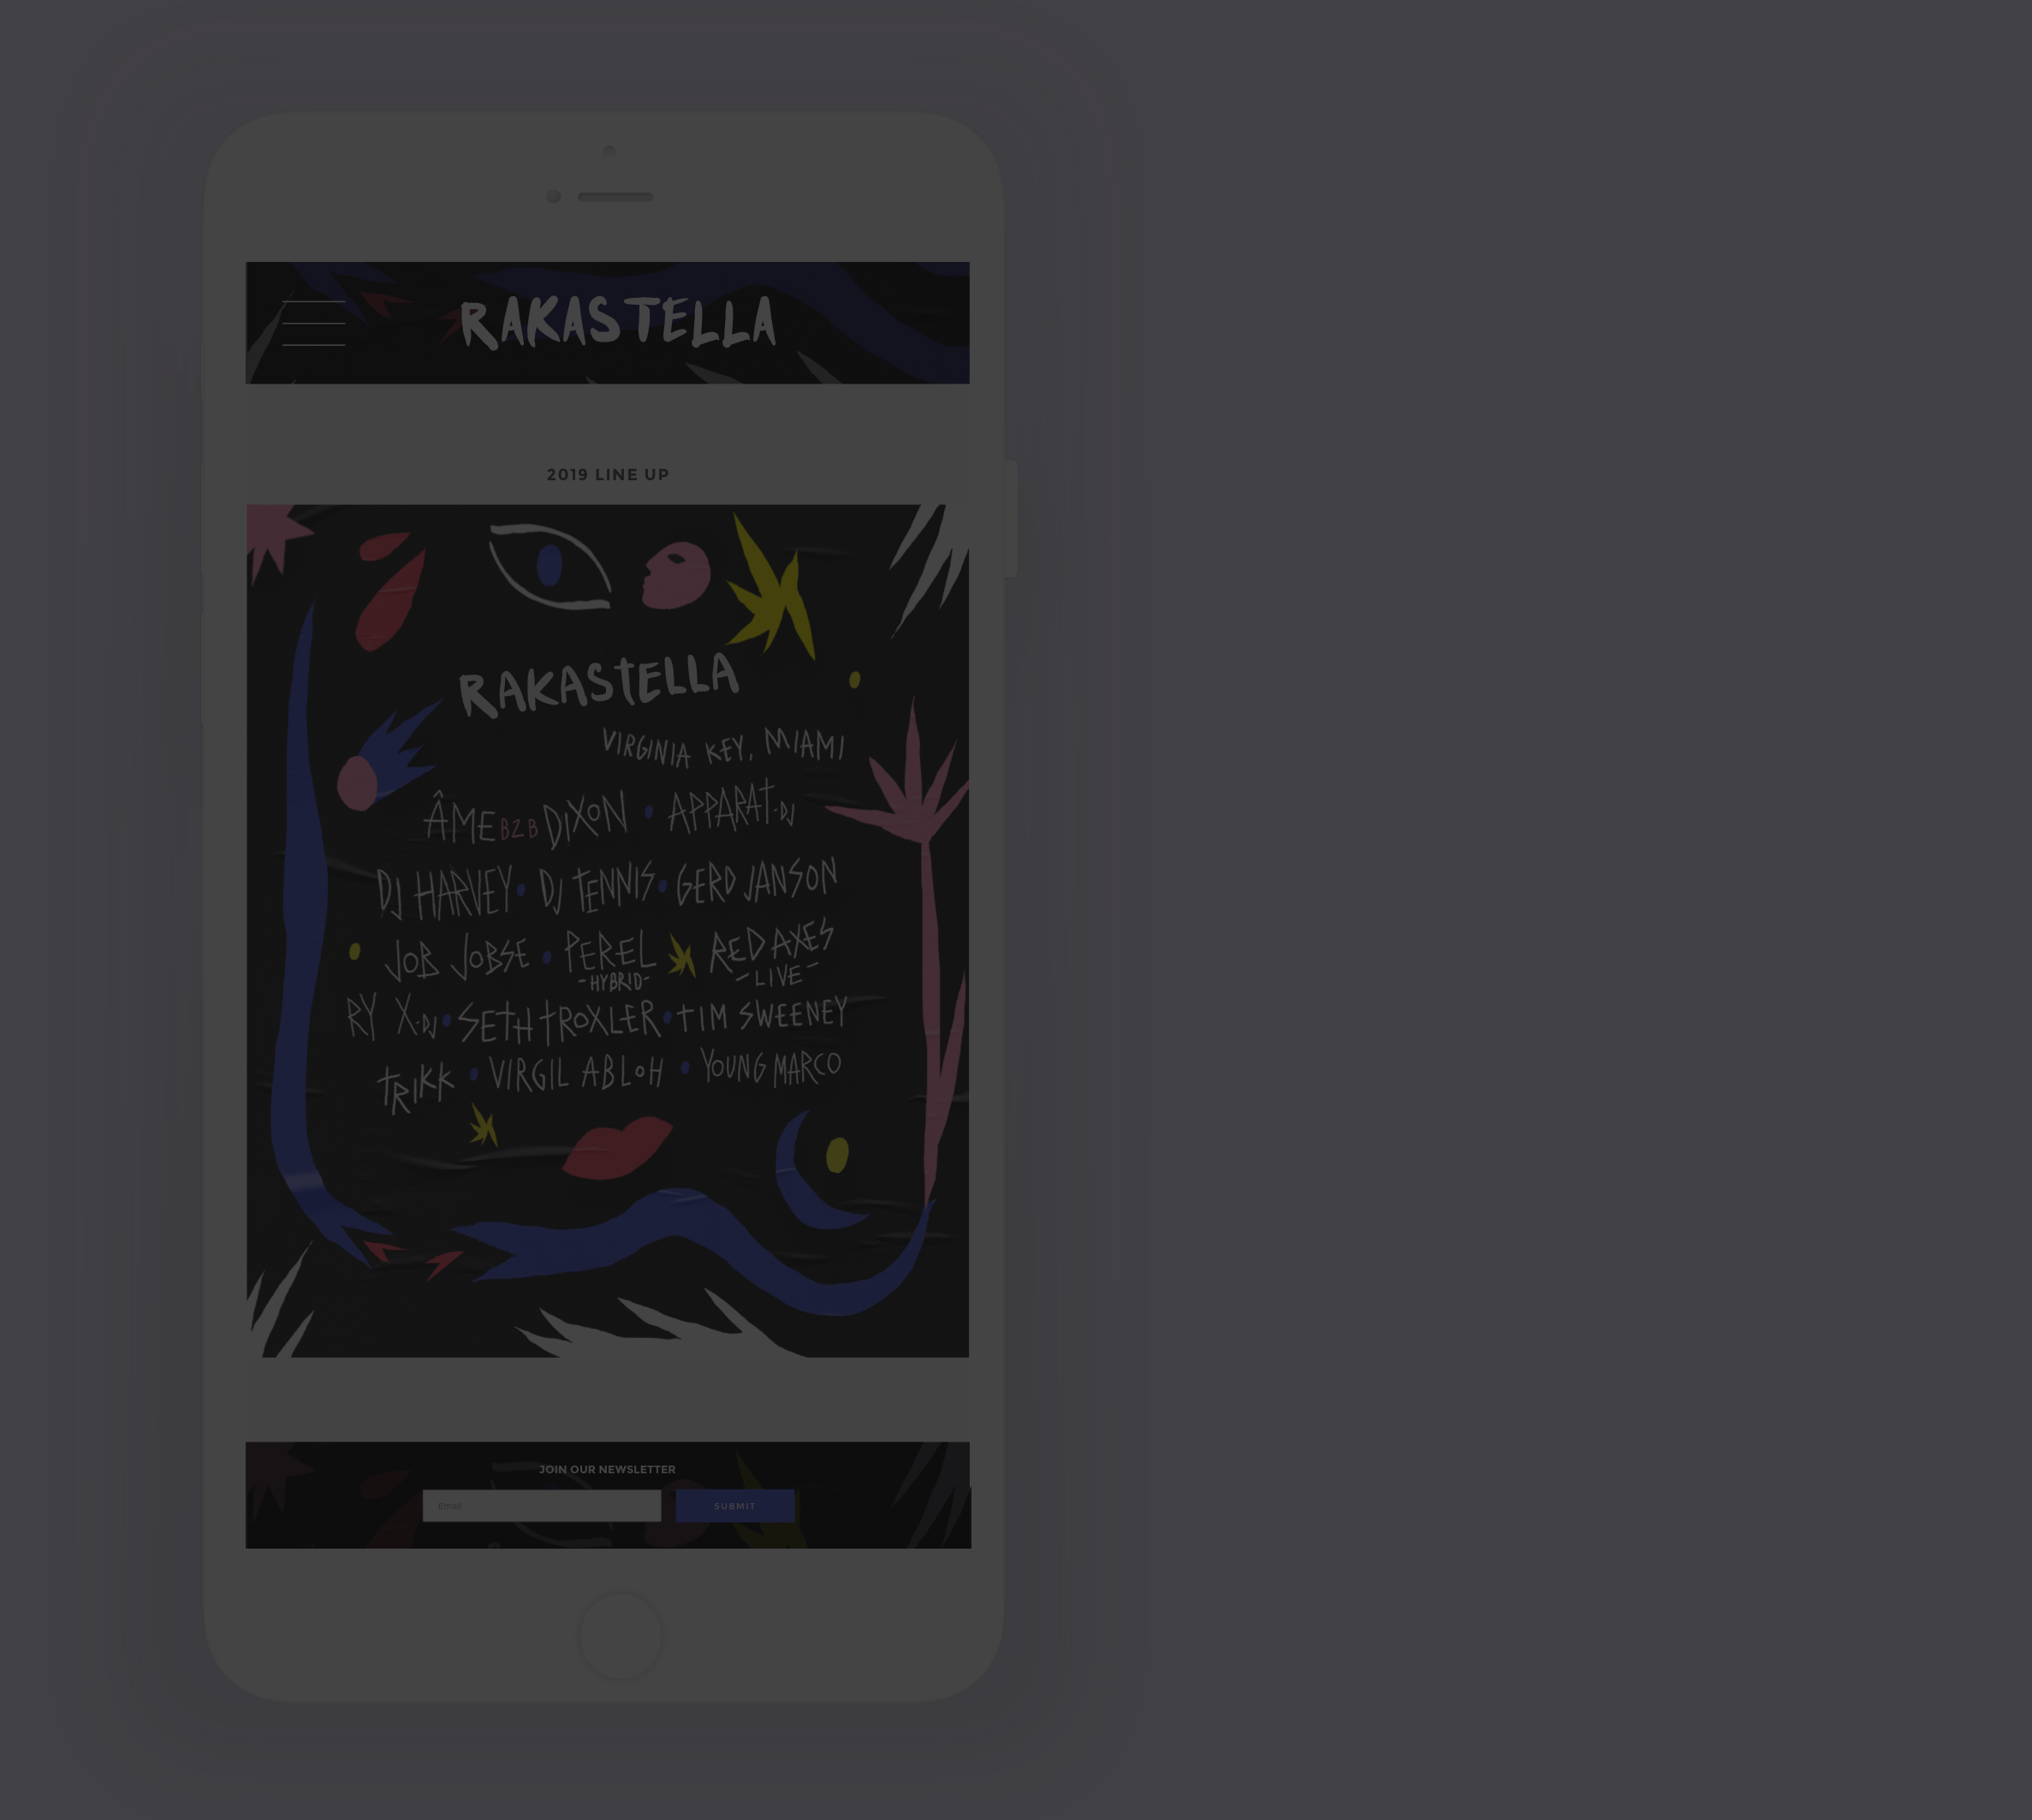 RAKASTELLA
2019 LINE UP
RAKASTELLA
VIRGINIA KEY, MIAMI
ÂME B2B DIXON • APPARAT -DJ
DJ HARVEY • DJ TENNIS • GERD JANSON
JOB JOBSE • PEREL REDAXES
-HYBRID- -LIVE-
RY X -DJ • SETH TROXLER • TIM SWEENEY
TRIKK • VIRGIL ABLOH • YOUNG MARCO
JOIN OUR NEWSLETTER
Email SUBMIT